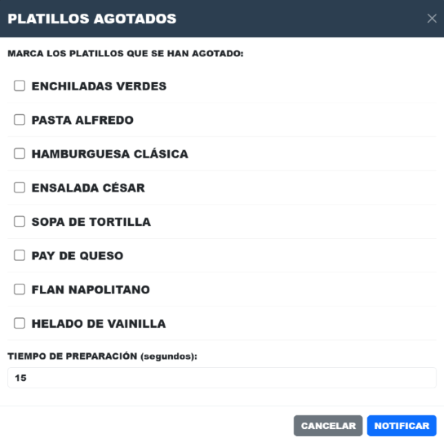 PLATILLOS AGOTADOS
MARCA LOS PLATILLOS QUE SE HAN AGOTADO:
ENCHILADAS VERDES
PASTA ALFREDO
HAMBURGUESA CLÁSICA
ENSALADA CÉSAR
SOPA DE TORTILLA
PAY DE QUESO
FLAN NAPOLITANO
HELADO DE VAINILLA
TIEMPO DE PREPARACIÓN (segundos):
15
CANCELAR NOTIFICAR